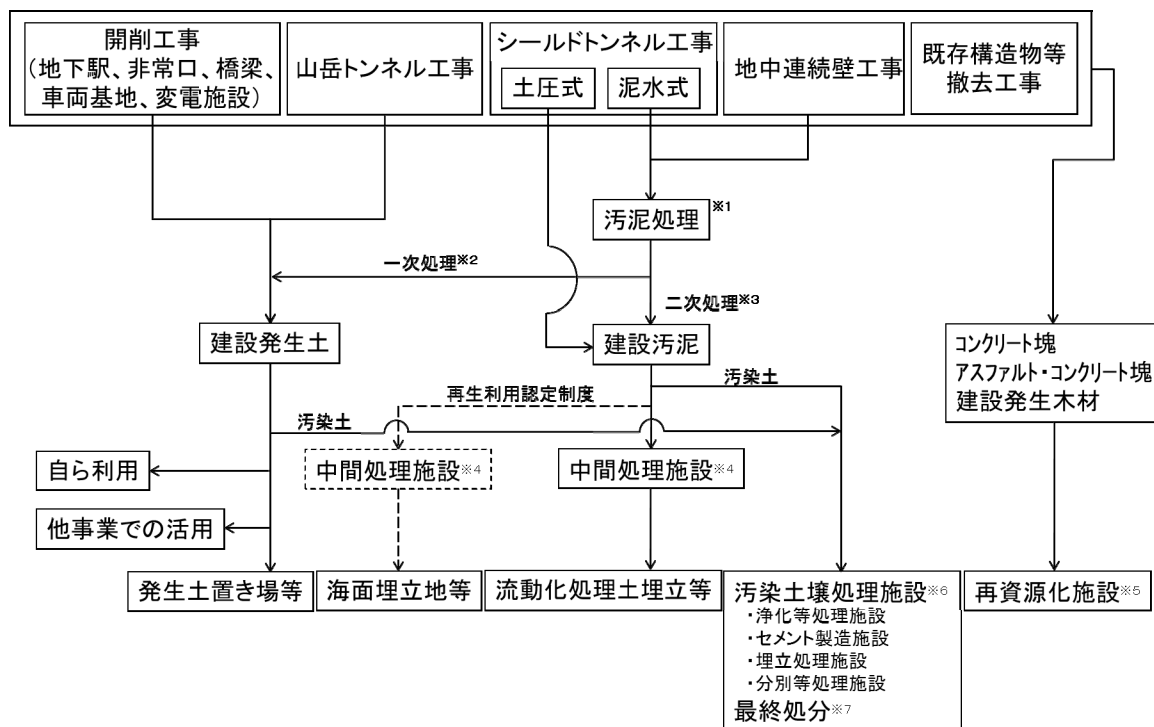 開削工事
(地下駅、非常口、橋梁、
車両基地、変電施設)
山岳トンネル工事
シールドトンネル工事
土圧式
泥水式
地中連続壁工事
既存構造物等
撤去工事
汚泥処理※1
一次処理※2
二次処理※3
建設発生土
建設汚泥
コンクリート塊
アスファルト・コンクリート塊
建設発生木材
汚染土
再生利用認定制度
汚染土
自ら利用
中間処理施設※4
中間処理施設※4
他事業での活用
発生土置き場等
海面埋立地等
流動化処理土埋立等
汚染土壌処理施設※6
・浄化等処理施設
・セメント製造施設
・埋立処理施設
・分別等処理施設
最終処分※7
再資源化施設※5